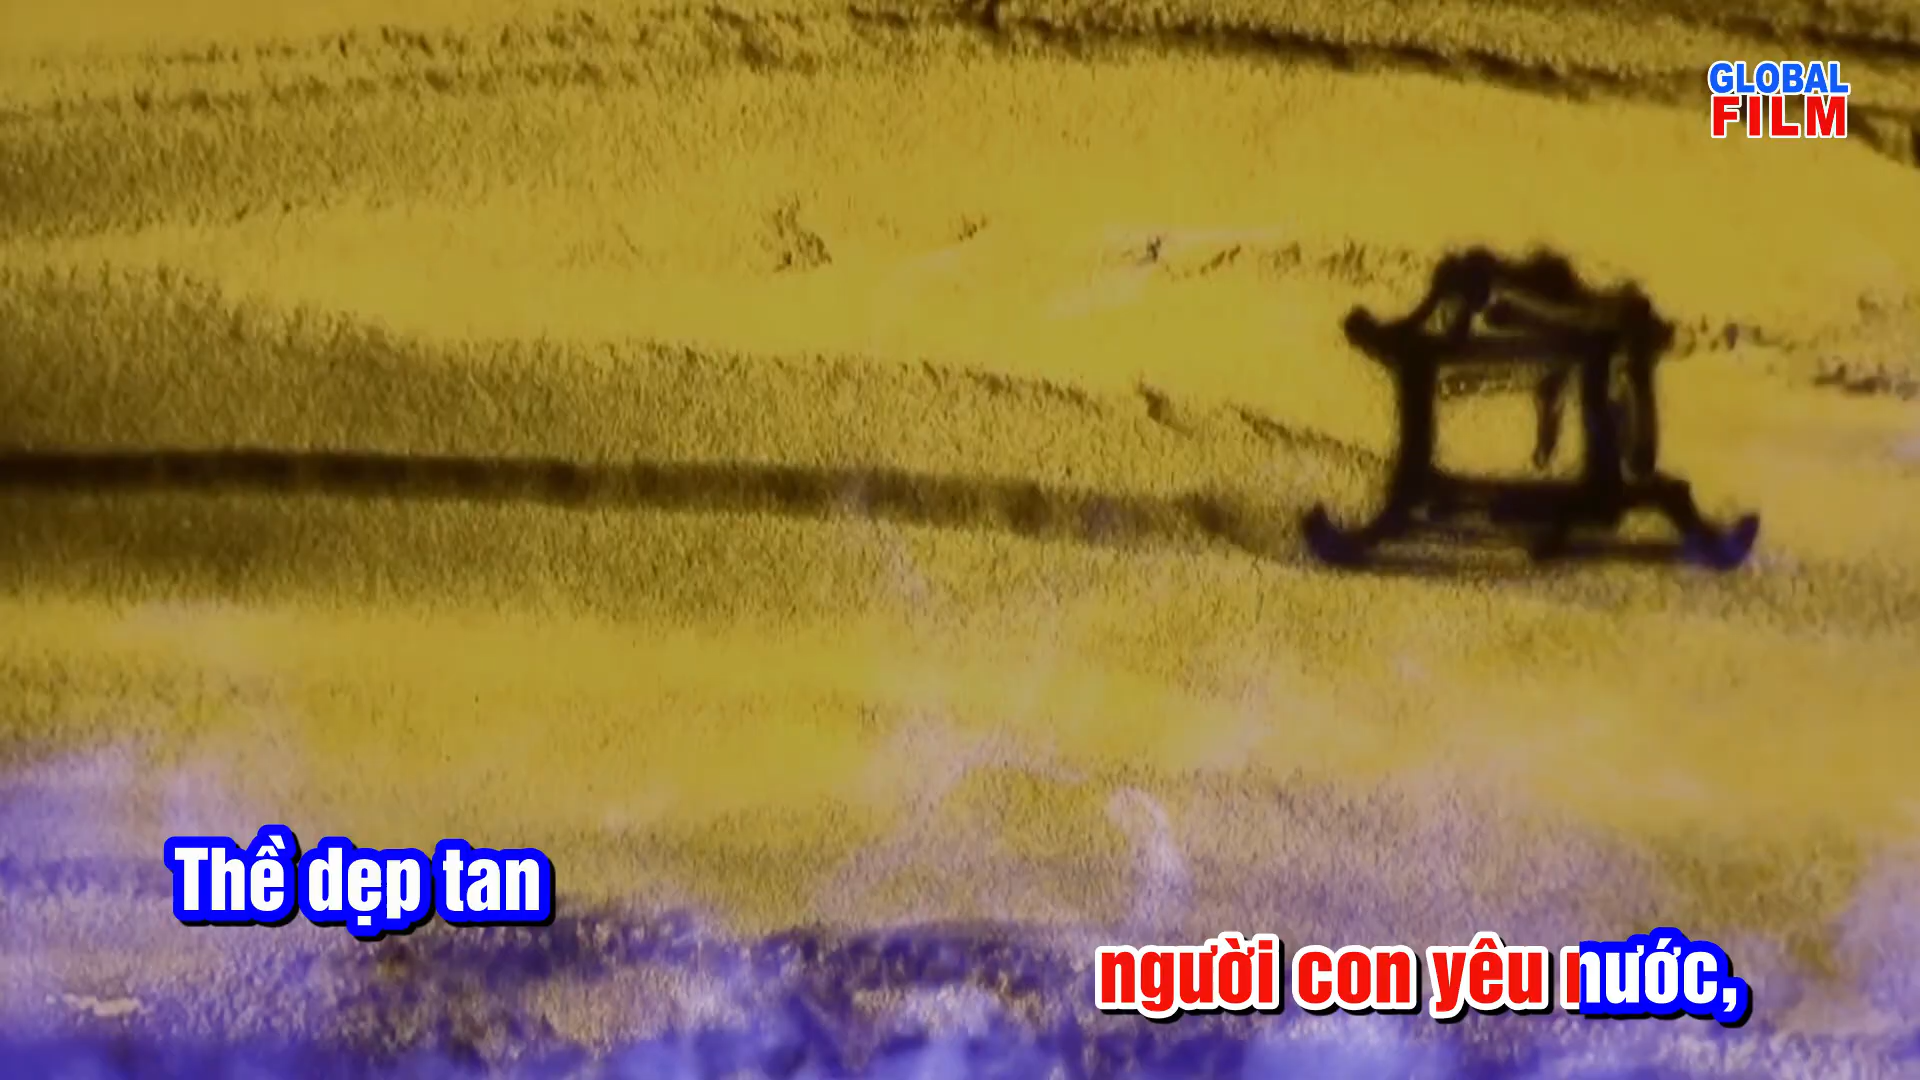 GLOBAL
FILM
Thề dẹp tan
người con yêu nước,